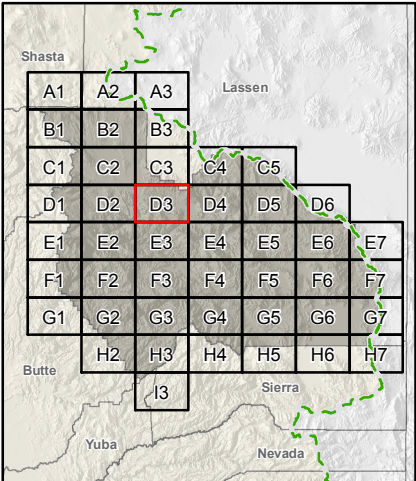 Shasta
Lassen
A1 A2 A3
B1 B2 B3
C1 C2 C3 C4 C5
D1 D2 D3 D4 D5 D6
E1 E2 E3 E4 E5 E6 E7
F1 F2 F3 F4 F5 F6 F7
G1 G2 G3 G4 G5 G6 G7
H2 H3 H4 H5 H6 H7
Butte
I3
Sierra
Yuba
Nevada